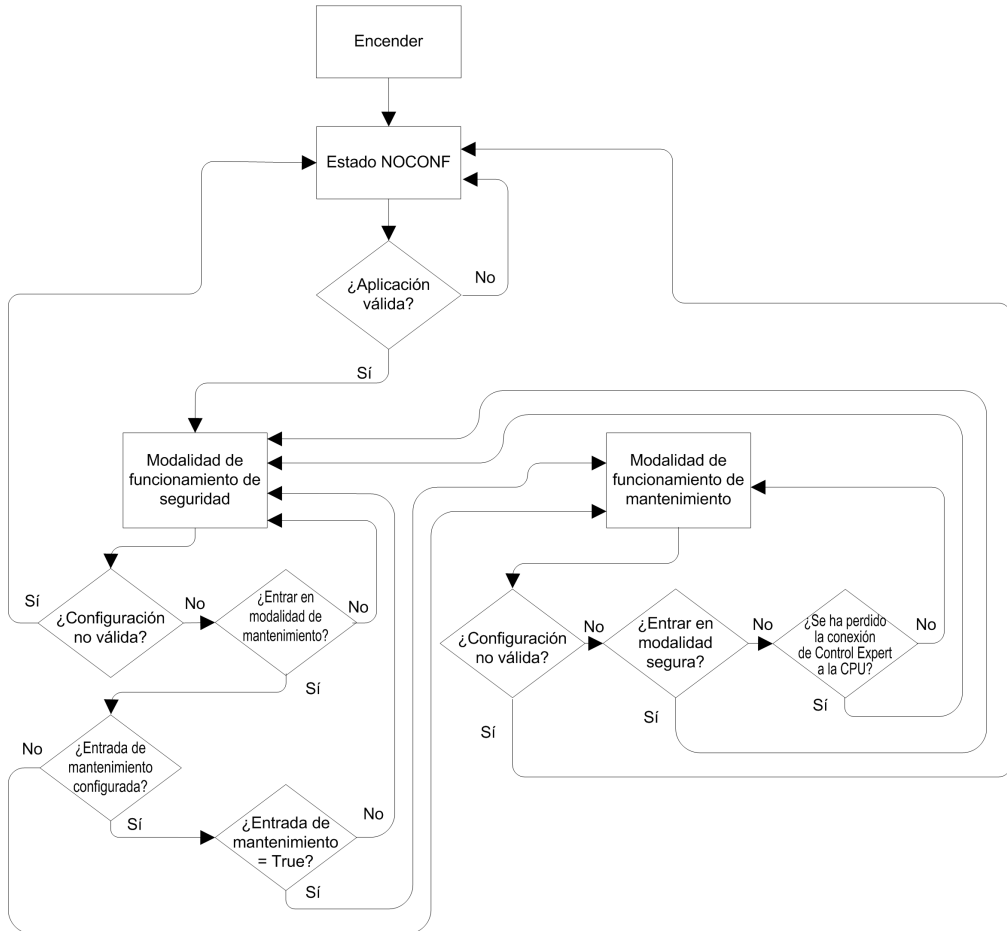 Encender
Estado NOCONF
¿Aplicación
válida?
No
Sí
Modalidad de
funcionamiento de
seguridad
Modalidad de
funcionamiento de
mantenimiento
Sí
¿Configuración
no válida?
No
¿Entrar en
modalidad de
mantenimiento?
No
Sí
¿Configuración
no válida?
No
Sí
¿Entrar en
modalidad
segura?
No
Sí
¿Se ha perdido
la conexión
de Control Expert
a la CPU?
No
Sí
No
¿Entrada de
mantenimiento
configurada?
Sí
¿Entrada de
mantenimiento
= True?
No
Sí